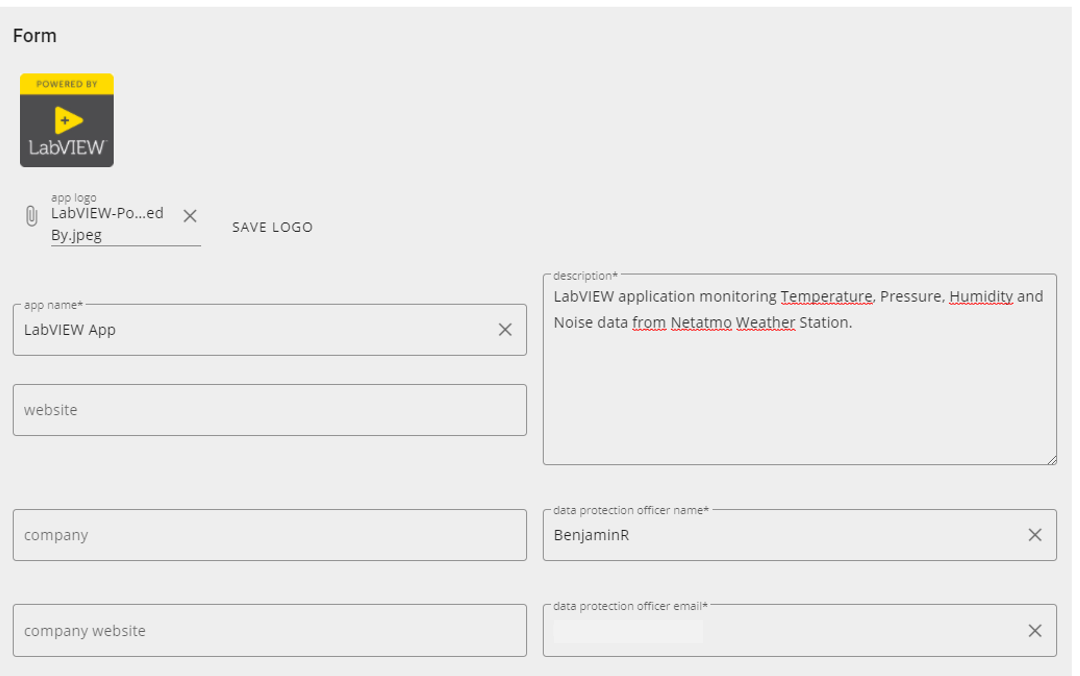 Form
POWERED BY
LabVIEW
app logo
LabVIEW-Po...ed
By.jpeg
SAVE LOGO
app name*
LabVIEW App
website
description*
LabVIEW application monitoring Temperature, Pressure, Humidity and
Noise data from Netatmo Weather Station.
company
data protection officer name*
BenjaminR
company website
data protection officer email*